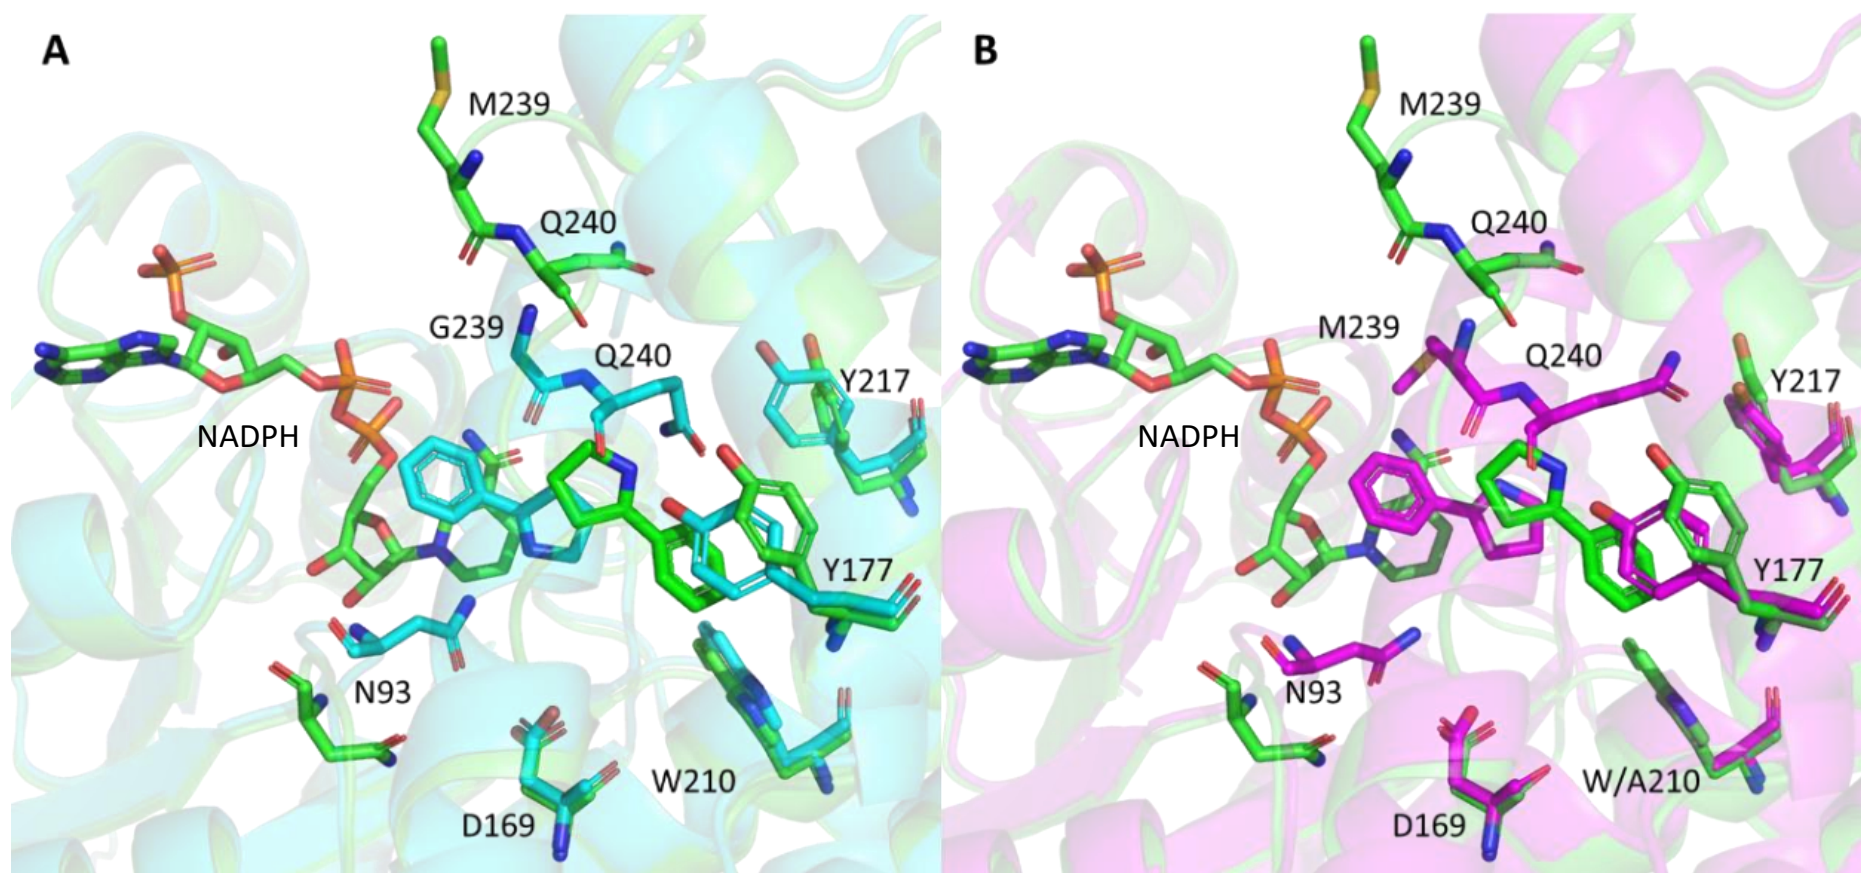 A
M239
Q240
G239
Q240
Y217
NADPH
Y177
N93
W210
D169
B
M239
Q240
M239
Q240
Y217
NADPH
Y177
N93
W/A210
D169